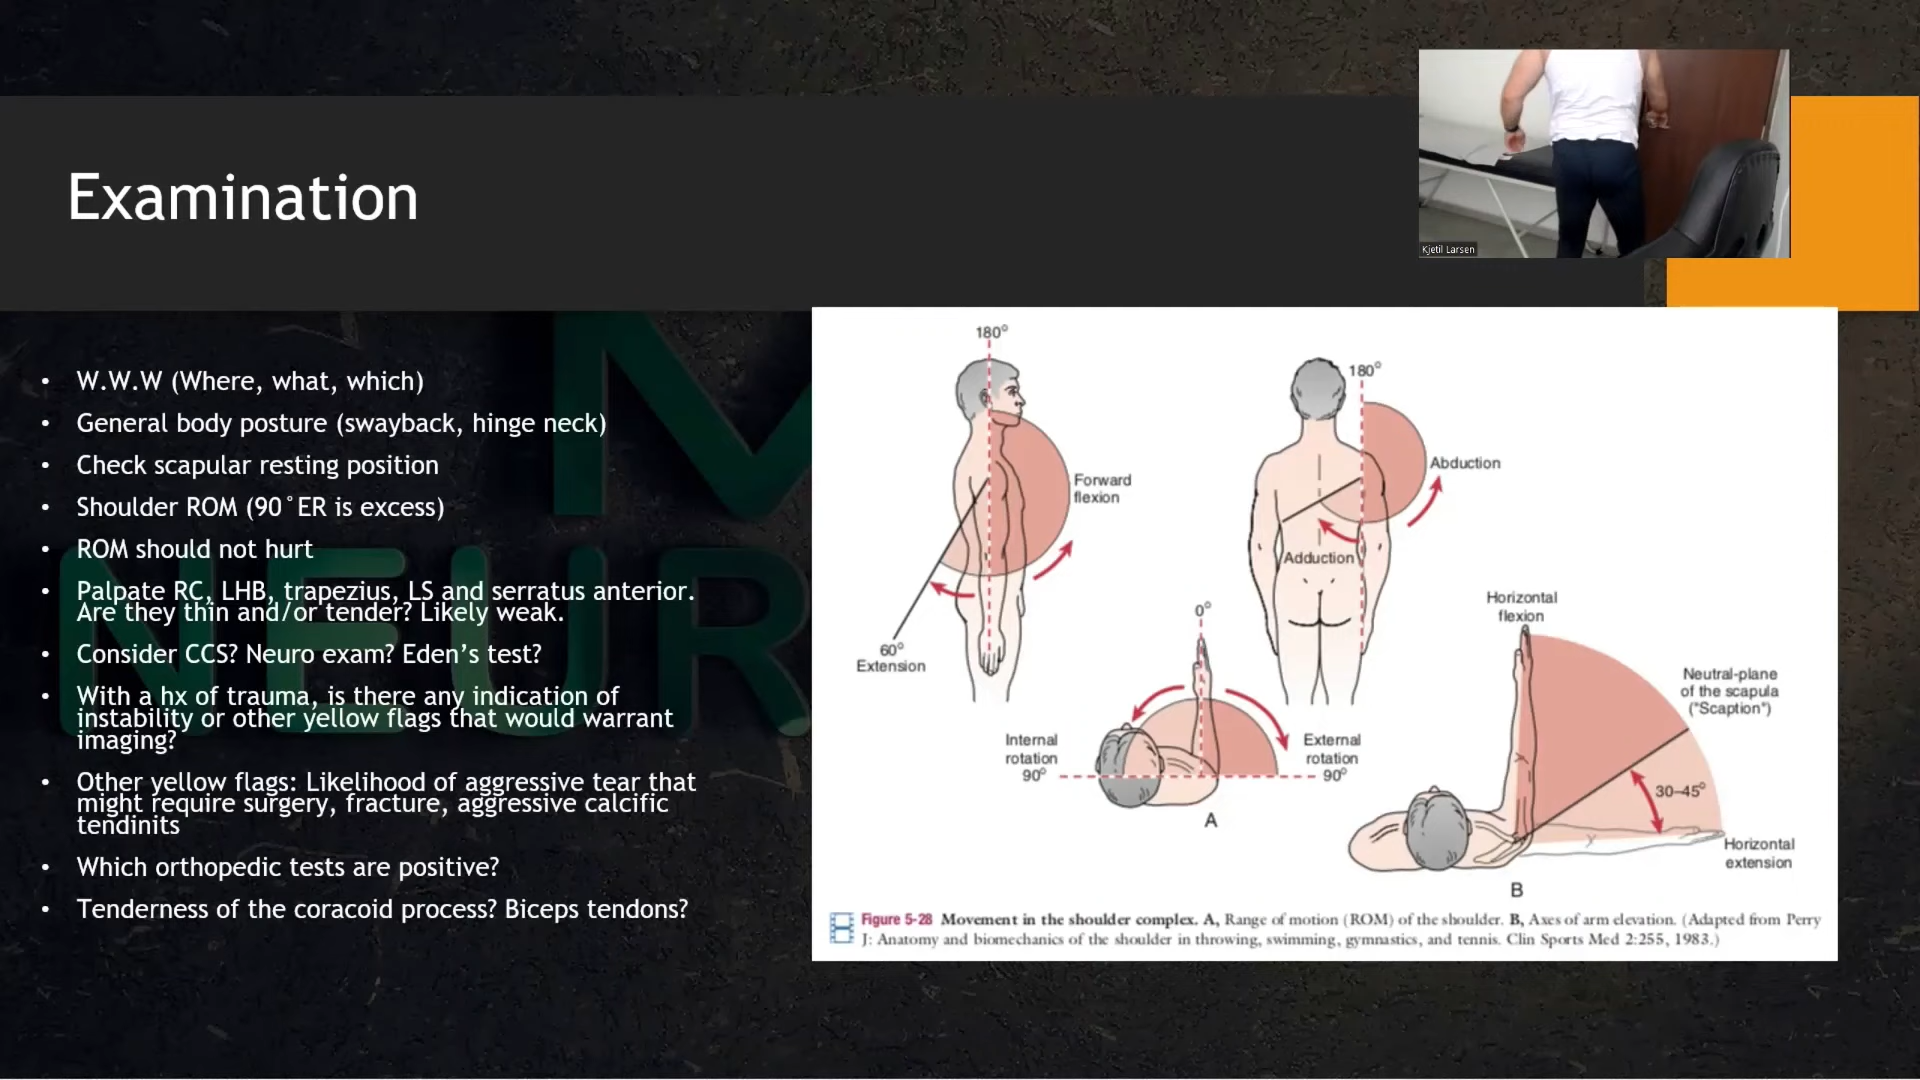 Examination
Kjetil Larsen
• W.W.W (Where, what, which)
• General body posture (swayback, hinge neck)
• Check scapular resting position
• Shoulder ROM (90˚ER is excess)
• ROM should not hurt
• Palpate RC, LHB, trapezius, LS and serratus anterior.
Are they thin and/or tender? Likely weak.
• Consider CCS? Neuro exam? Eden’s test?
• With a hx of trauma, is there any indication of
instability or other yellow flags that would warrant
imaging?
• Other yellow flags: Likelihood of aggressive tear that
might require surgery, fracture, aggressive calcific
tendinits
• Which orthopedic tests are positive?
• Tenderness of the coracoid process? Biceps tendons?
M
NEUR
180°
Forward
flexion
60°
Extension
180°
Abduction
Adduction
0°
Internal
rotation
90°
External
rotation
90°
A
Horizontal
flexion
Neutral-plane
of the scapula
("Scaption")
30–45°
Horizontal
extension
B
Figure 5-28 Movement in the shoulder complex. A, Range of motion (ROM) of the shoulder. B, Axes of arm elevation. (Adapted from Perry
J: Anatomy and biomechanics of the shoulder in throwing, swimming, gymnastics, and tennis. Clin Sports Med 2:255, 1983.)